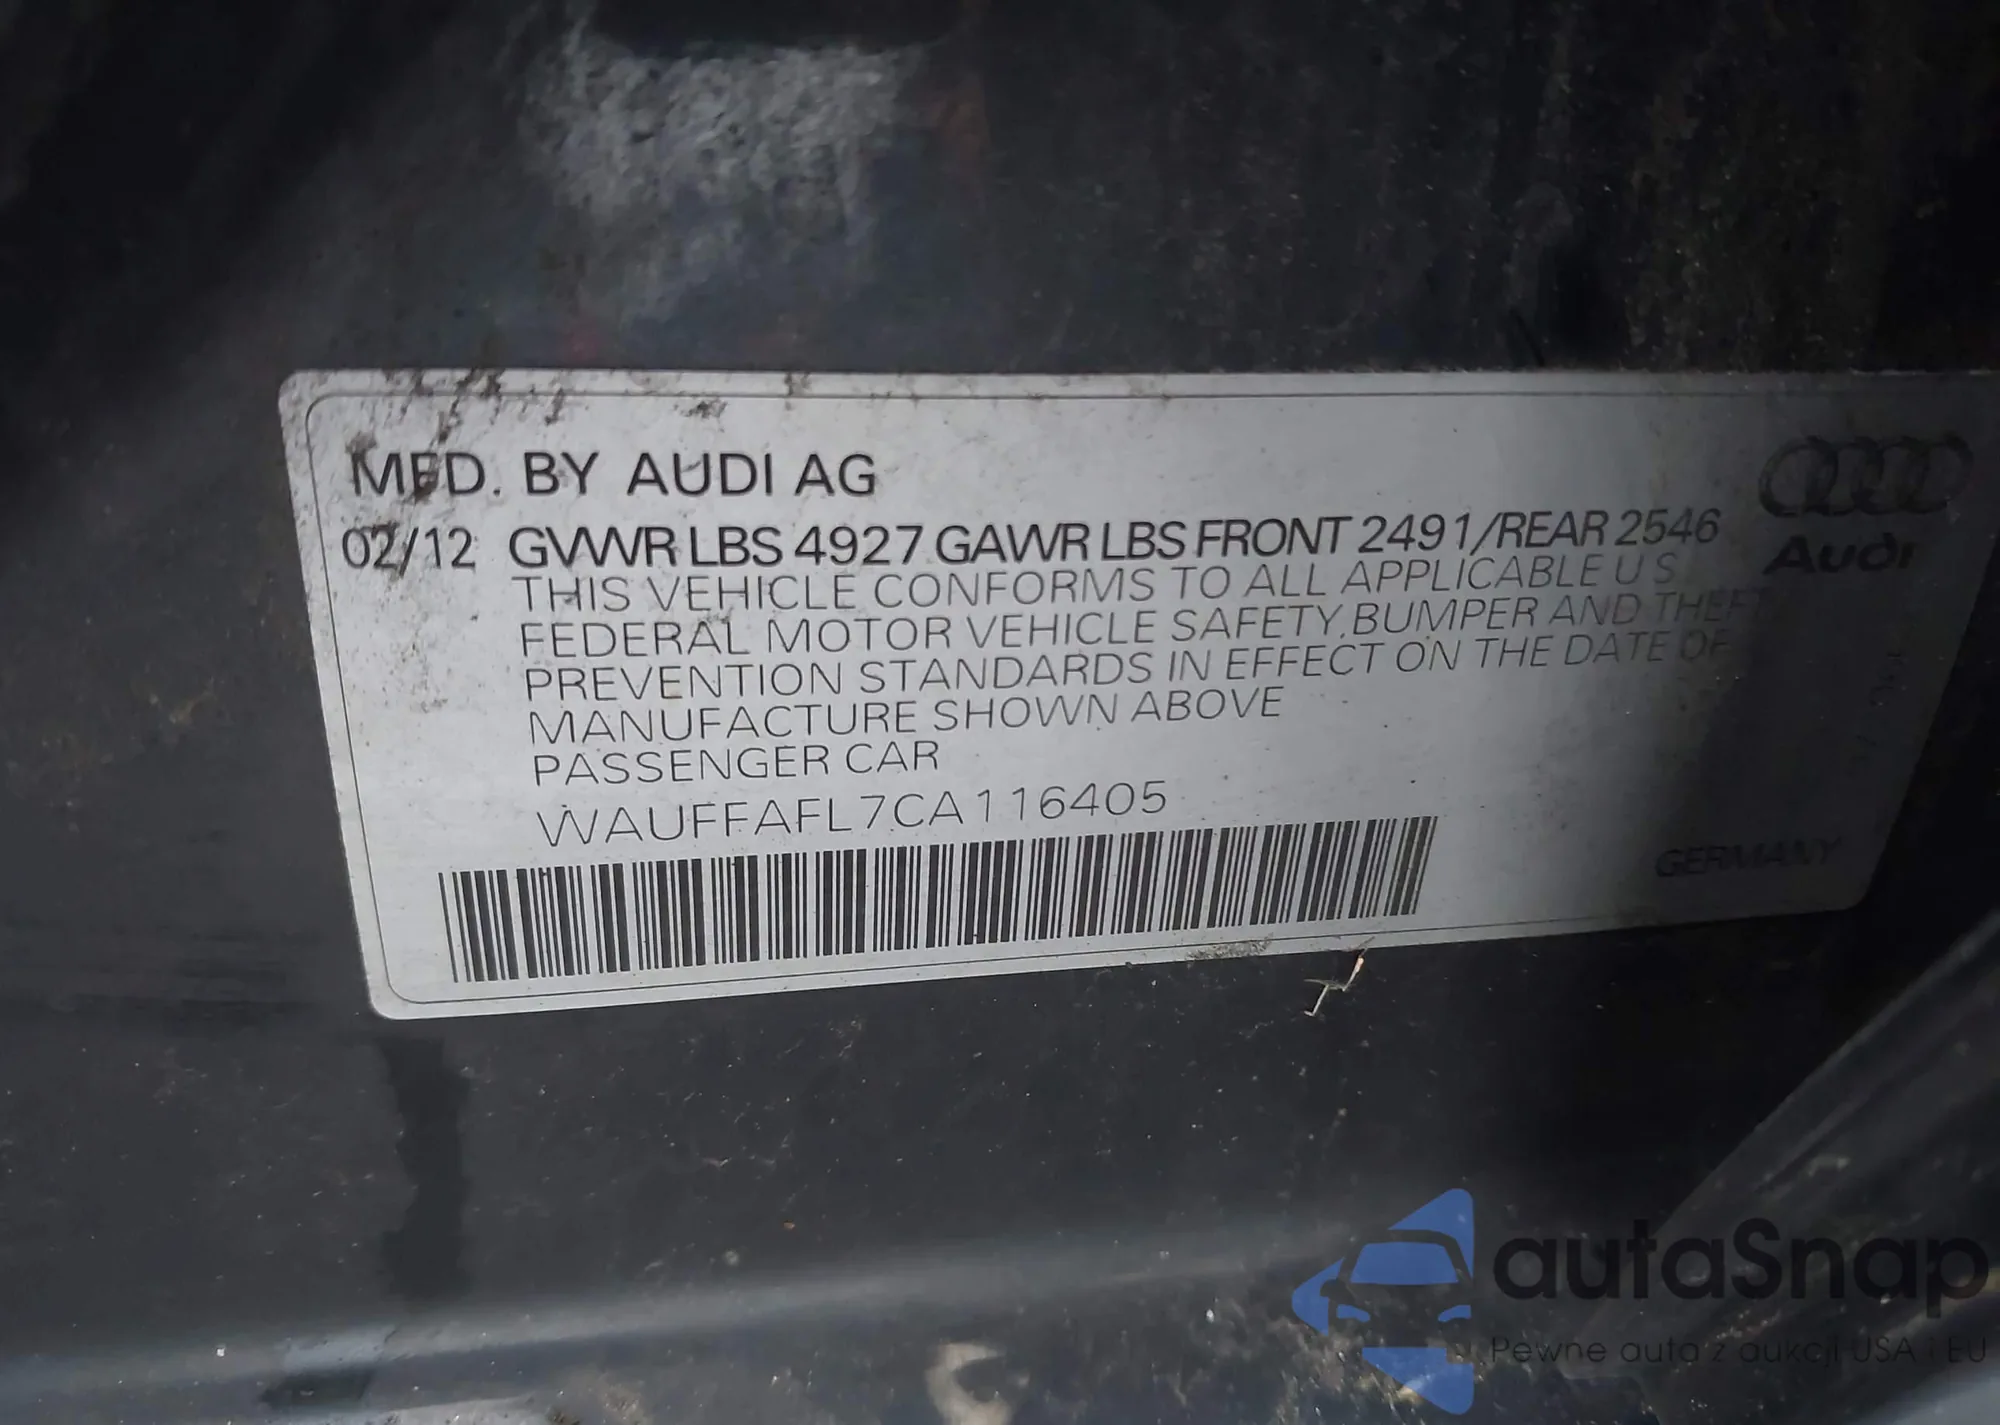 MFD. BY AUDI AG
02/12 GVWR LBS 4927 GAWR LBS FRONT 2491/REAR 2546
THIS VEHICLE CONFORMS TO ALL APPLICABLE U S
FEDERAL MOTOR VEHICLE SAFETY, BUMPER AND THEFT
PREVENTION STANDARDS IN EFFECT ON THE DATE OF
MANUFACTURE SHOWN ABOVE
PASSENGER CAR
WAUFFAFL7CA116405
Audi
GERMANY
autaSnap
Pewne auta z aukcji USA i EU